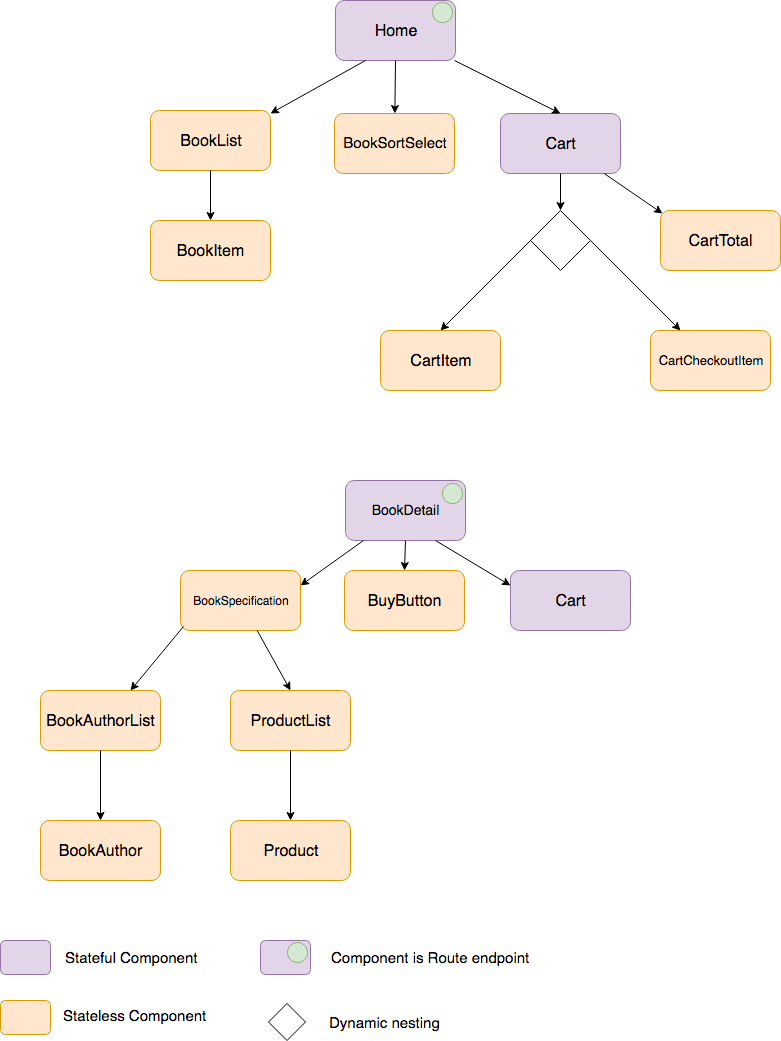 Home
BookList
BookSortSelect
Cart
BookItem
CartTotal
CartItem
CartCheckoutItem
BookDetail
BookSpecification
BuyButton
Cart
BookAuthorList
ProductList
BookAuthor
Product
Stateful Component
Component is Route endpoint
Stateless Component
Dynamic nesting